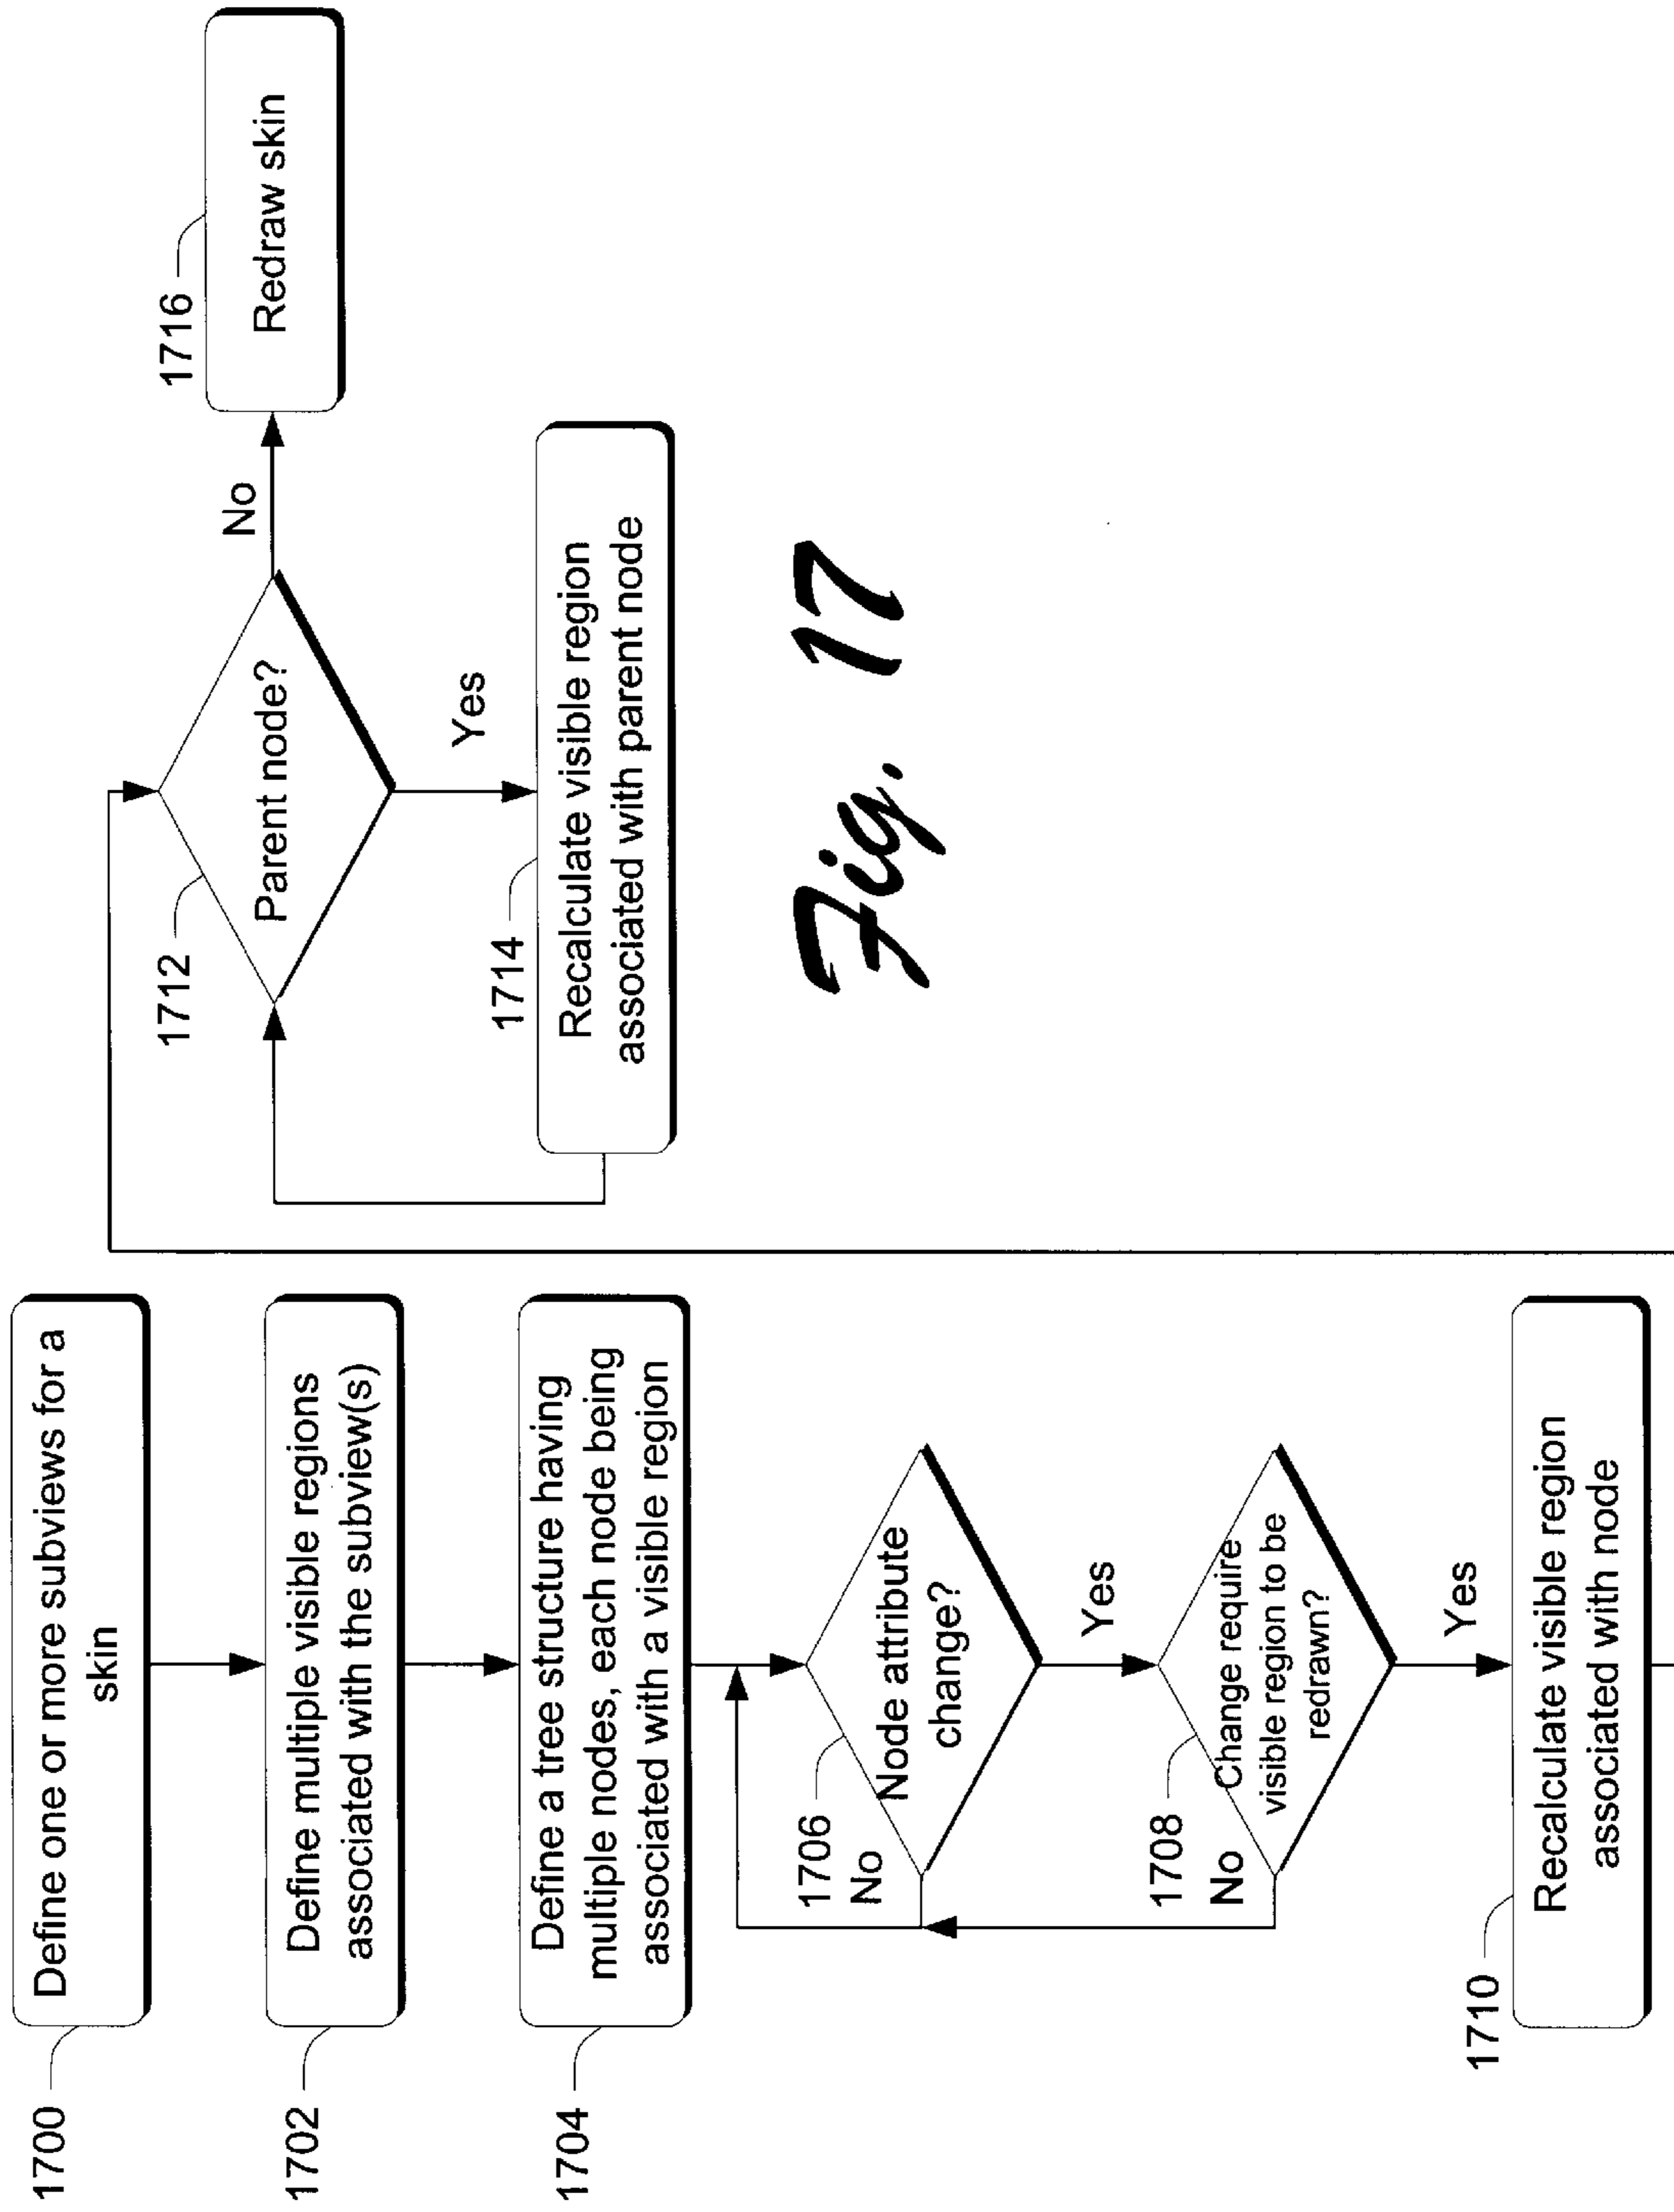 1700
Define one or more subviews for a
skin
1702
Define multiple visible regions
associated with the subview(s)
1704
Define a tree structure having
multiple nodes, each node being
associated with a visible region
1706
No
Node attribute
change?
Yes
1708
No
Change require
visible region to be
redrawn?
Yes
1710
Recalculate visible region
associated with node
1712
Parent node?
No
Yes
1714
Recalculate visible region
associated with parent node
1716
Redraw skin
Fig. 17